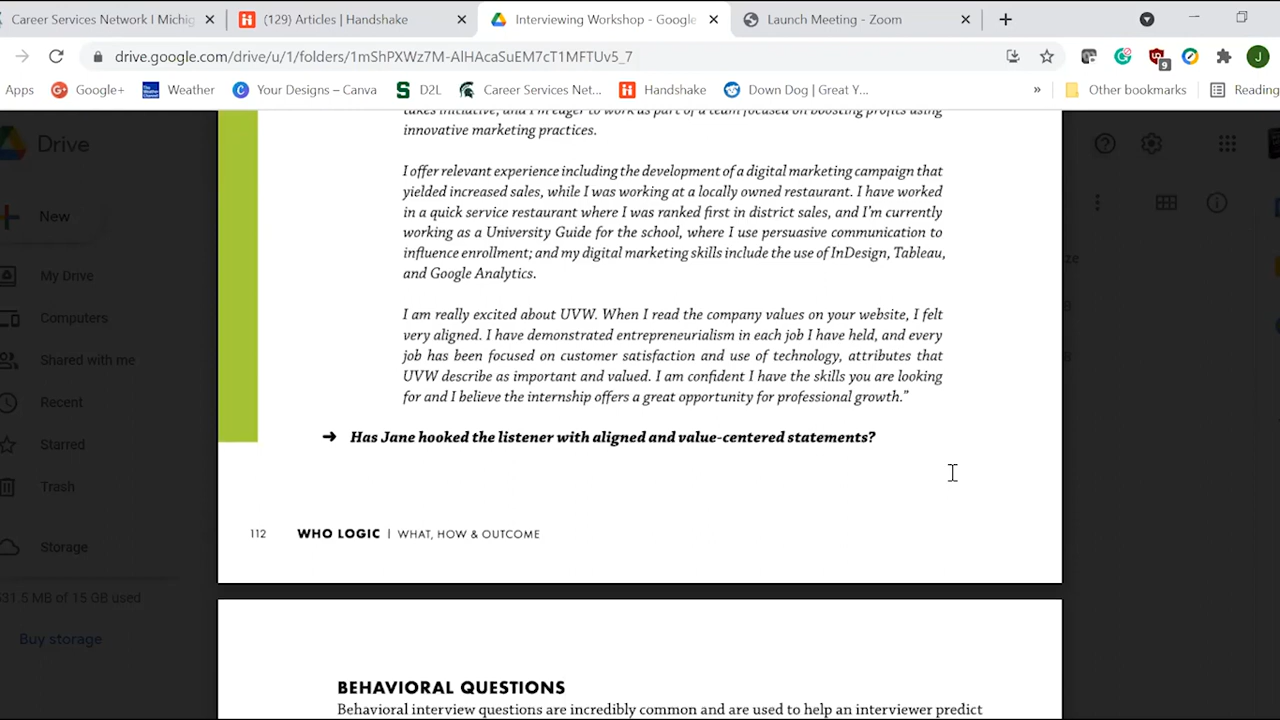 Career Services Network I Michig
(129) Articles | Handshake
Interviewing Workshop - Google
Launch Meeting - Zoom
drive.google.com/drive/u/1/folders/1mShPXWz7M-AlHAcaSuEM7cT1MFTUv5_7
9
J
Apps
Google+
Weather
Your Designs – Canva
D2L
Career Services Net...
Handshake
Down Dog | Great Y...
»
Other bookmarks
Reading
Drive
New
My Drive
Computers
Shared with me
Recent
Starred
Trash
Storage
531.5 MB of 15 GB used
Buy storage
takes initiative, and I'm eager to work as part of a team focused on boosting profits using
innovative marketing practices.
I offer relevant experience including the development of a digital marketing campaign that
yielded increased sales, while I was working at a locally owned restaurant. I have worked
in a quick service restaurant where I was ranked first in district sales, and I'm currently
working as a University Guide for the school, where I use persuasive communication to
influence enrollment; and my digital marketing skills include the use of InDesign, Tableau,
and Google Analytics.
I am really excited about UVW. When I read the company values on your website, I felt
very aligned. I have demonstrated entrepreneurialism in each job I have held, and every
job has been focused on customer satisfaction and use of technology, attributes that
UVW describe as important and valued. I am confident I have the skills you are looking
for and I believe the internship offers a great opportunity for professional growth.”
➔ Has Jane hooked the listener with aligned and value-centered statements?
112 WHO LOGIC | WHAT, HOW & OUTCOME
BEHAVIORAL QUESTIONS
Behavioral interview questions are incredibly common and are used to help an interviewer predict